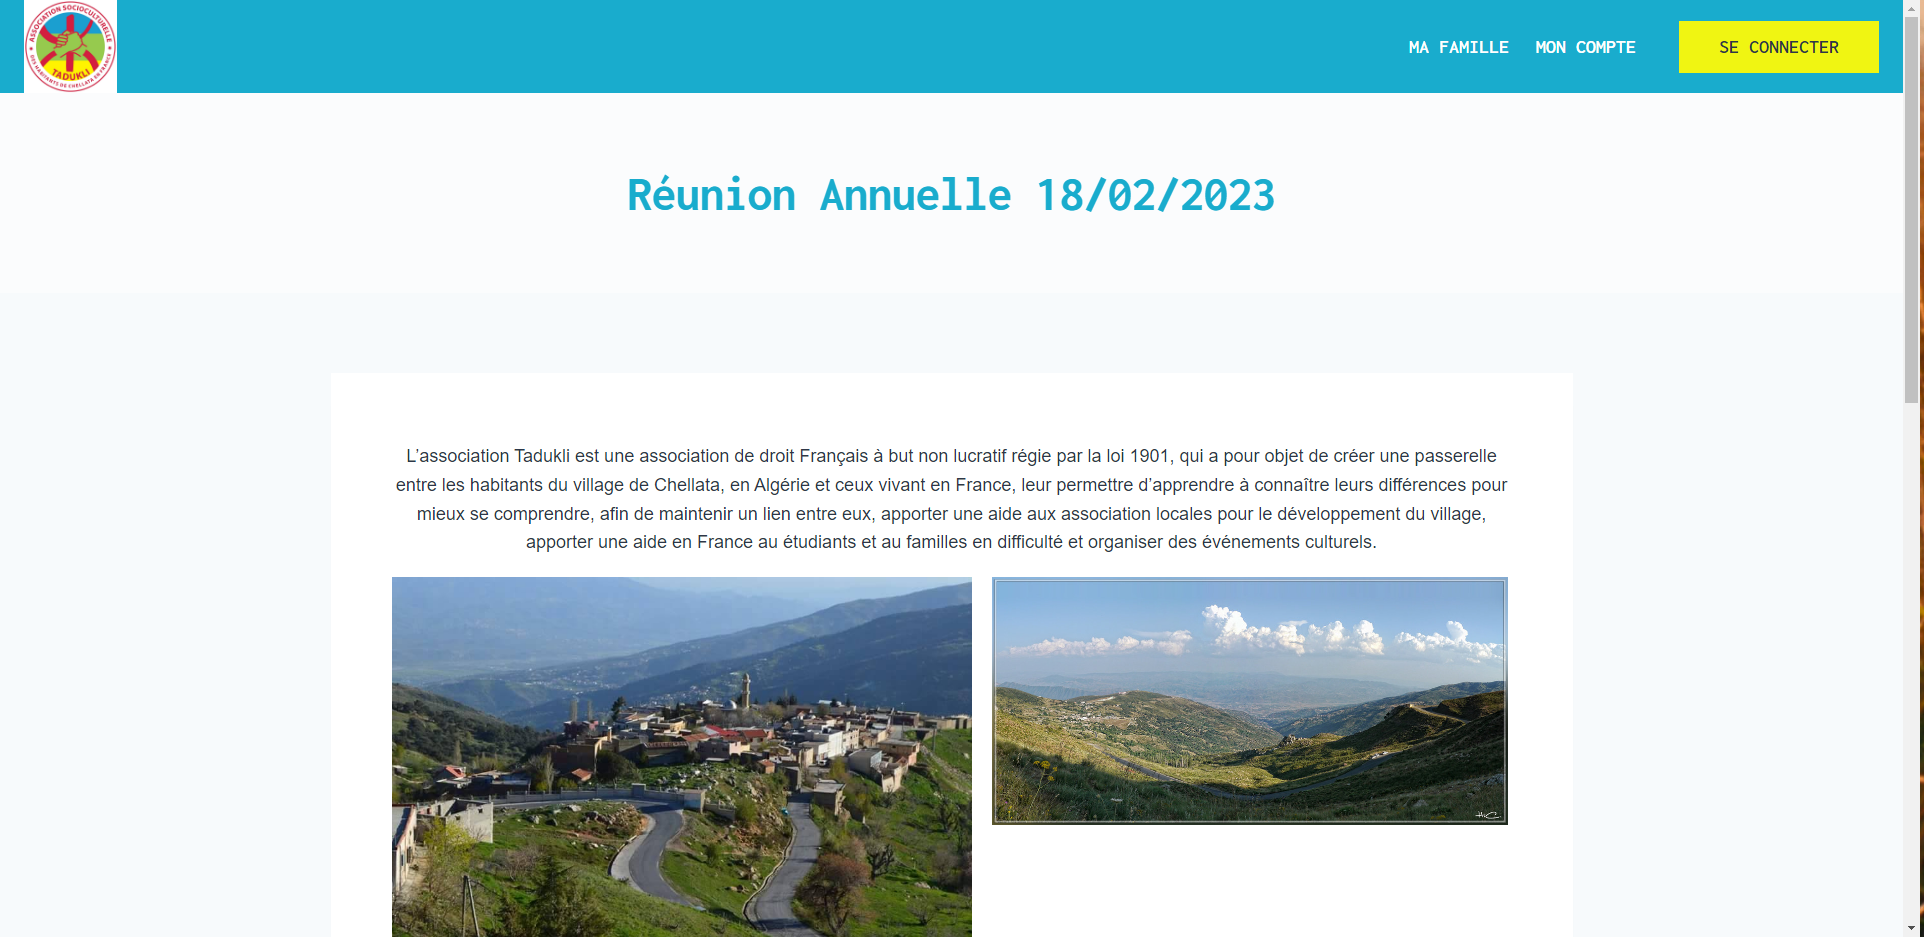 ASSOCIATION SOCIOCULTURELLE
TADUKLI
DES HABITANTS DE CHELLATA EN FRANCE
MA FAMILLE MON COMPTE SE CONNECTER
Réunion Annuelle 18/02/2023
L’association Tadukli est une association de droit Français à but non lucratif régie par la loi 1901, qui a pour objet de créer une passerelle
entre les habitants du village de Chellata, en Algérie et ceux vivant en France, leur permettre d’apprendre à connaître leurs différences pour
mieux se comprendre, afin de maintenir un lien entre eux, apporter une aide aux association locales pour le développement du village,
apporter une aide en France au étudiants et au familles en difficulté et organiser des événements culturels.